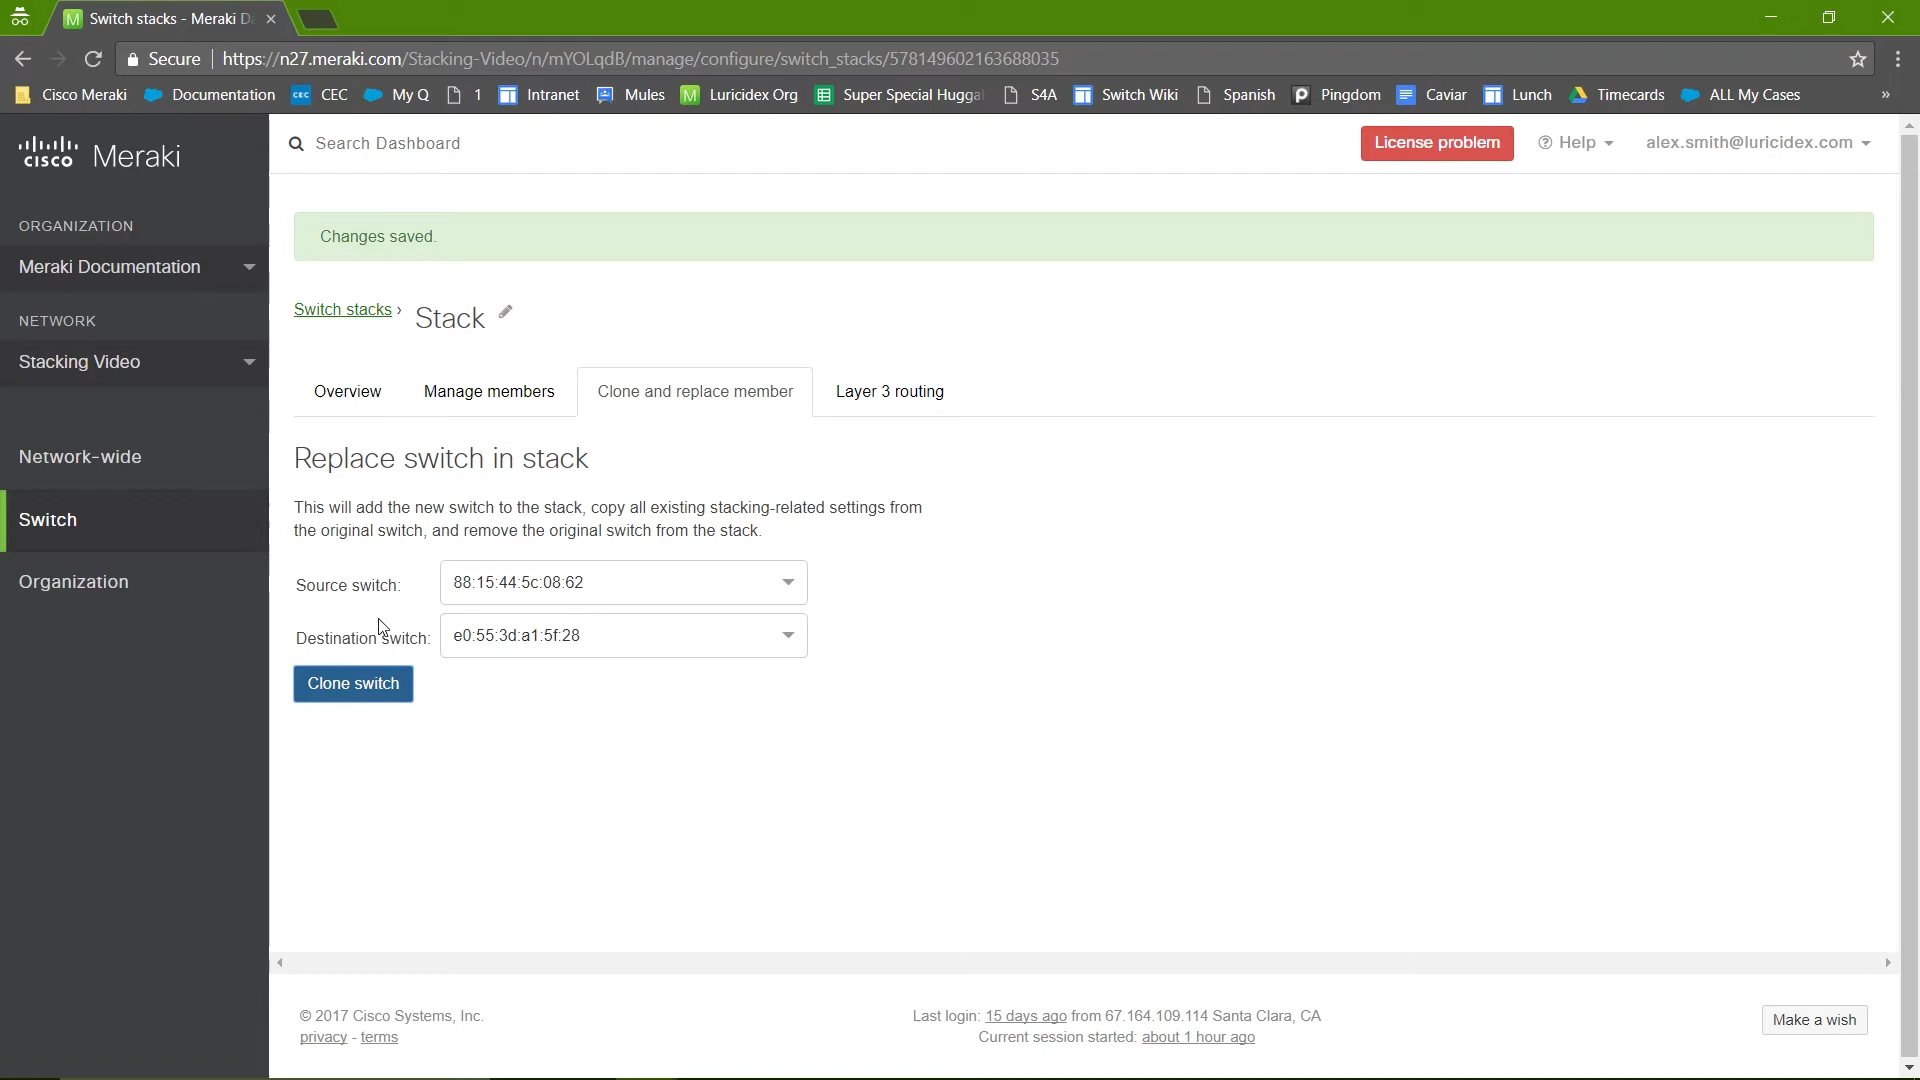 Switch stacks - Meraki D
Secure https://n27.meraki.com/Stacking-Video/n/mYOLqdB/manage/configure/switch_stacks/578149602163688035
Cisco Meraki Documentation CEC CEC My Q 1 Intranet Mules Luricidex Org Super Special Hugga S4A Switch Wiki Spanish Pingdom Caviar Lunch Timecards ALL My Cases »
CISCO Meraki
Search Dashboard
License problem
Help
alex.smith@luricidex.com
ORGANIZATION
Meraki Documentation
NETWORK
Stacking Video
Network-wide
Switch
Organization
Changes saved.
Switch stacks › Stack
Overview Manage members Clone and replace member Layer 3 routing
Replace switch in stack
This will add the new switch to the stack, copy all existing stacking-related settings from
the original switch, and remove the original switch from the stack.
Source switch: 88:15:44:5c:08:62
Destination switch: e0:55:3d:a1:5f:28
Clone switch
© 2017 Cisco Systems, Inc.
privacy - terms
Last login: 15 days ago from 67.164.109.114 Santa Clara, CA
Current session started: about 1 hour ago
Make a wish